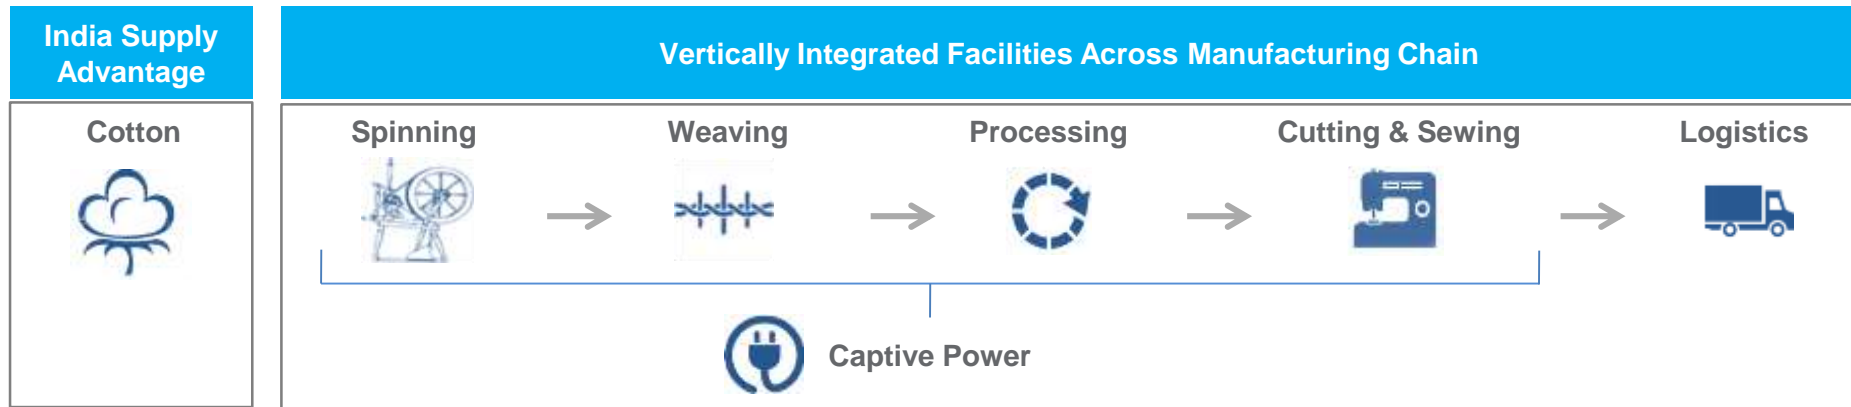 India Supply
Advantage
Vertically Integrated Facilities Across Manufacturing Chain
Cotton
Spinning
Weaving
Processing
Cutting & Sewing
Logistics
Captive Power